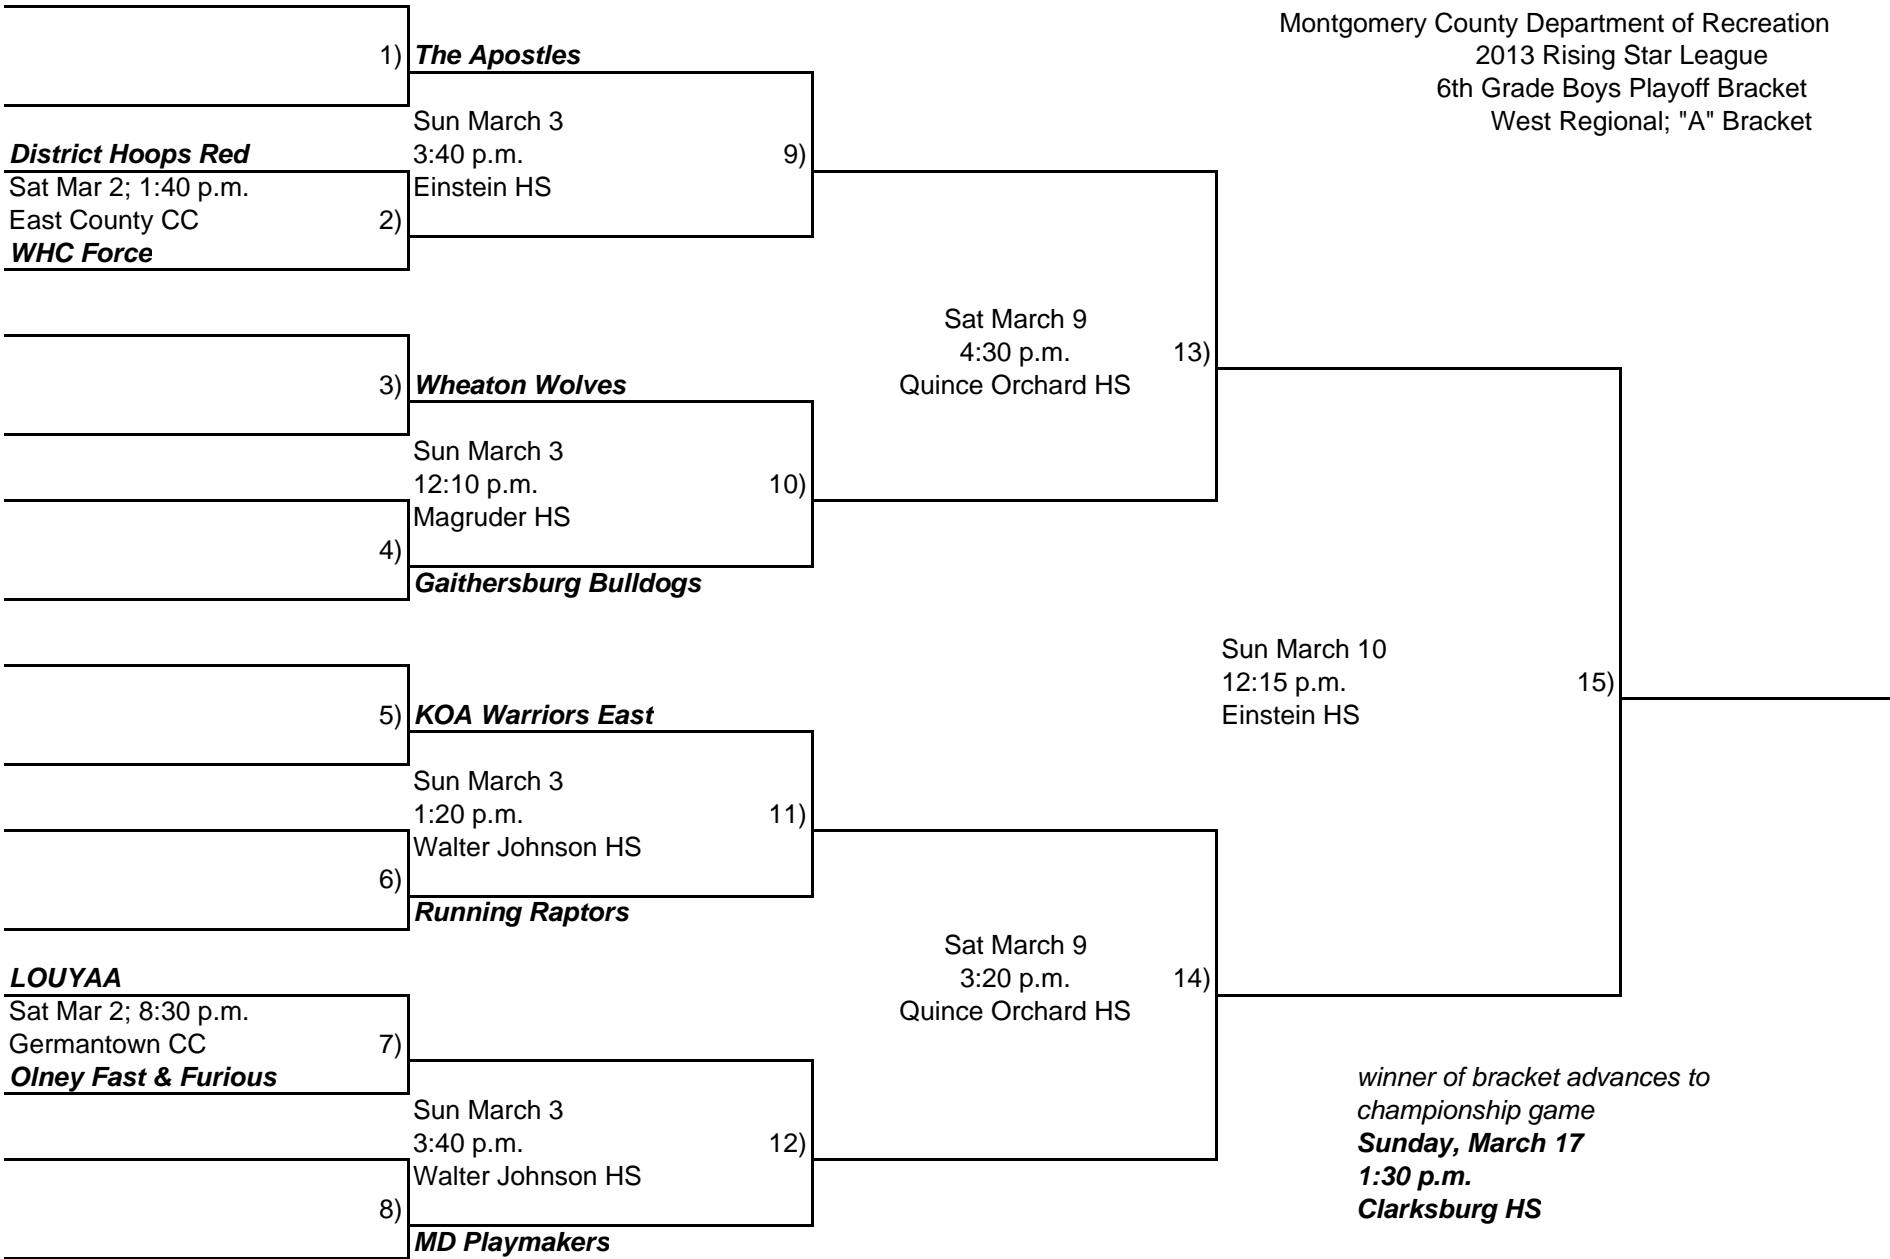 Montgomery County Department of Recreation
2013 Rising Star League
6th Grade Boys Playoff Bracket
West Regional; "A" Bracket
1) The Apostles
Sun March 3
3:40 p.m. 9)
Einstein HS
District Hoops Red
Sat Mar 2; 1:40 p.m.
East County CC 2)
WHC Force
Sat March 9
4:30 p.m. 13)
Quince Orchard HS
3) Wheaton Wolves
Sun March 3
12:10 p.m. 10)
Magruder HS
4)
Gaithersburg Bulldogs
Sun March 10
12:15 p.m. 15)
Einstein HS
5) KOA Warriors East
Sun March 3
1:20 p.m. 11)
Walter Johnson HS
6)
Running Raptors
Sat March 9
3:20 p.m. 14)
Quince Orchard HS
LOUYAA
Sat Mar 2; 8:30 p.m.
Germantown CC 7)
Olney Fast & Furious
Sun March 3
3:40 p.m. 12)
Walter Johnson HS
8)
MD Playmakers
winner of bracket advances to
championship game
Sunday, March 17
1:30 p.m.
Clarksburg HS